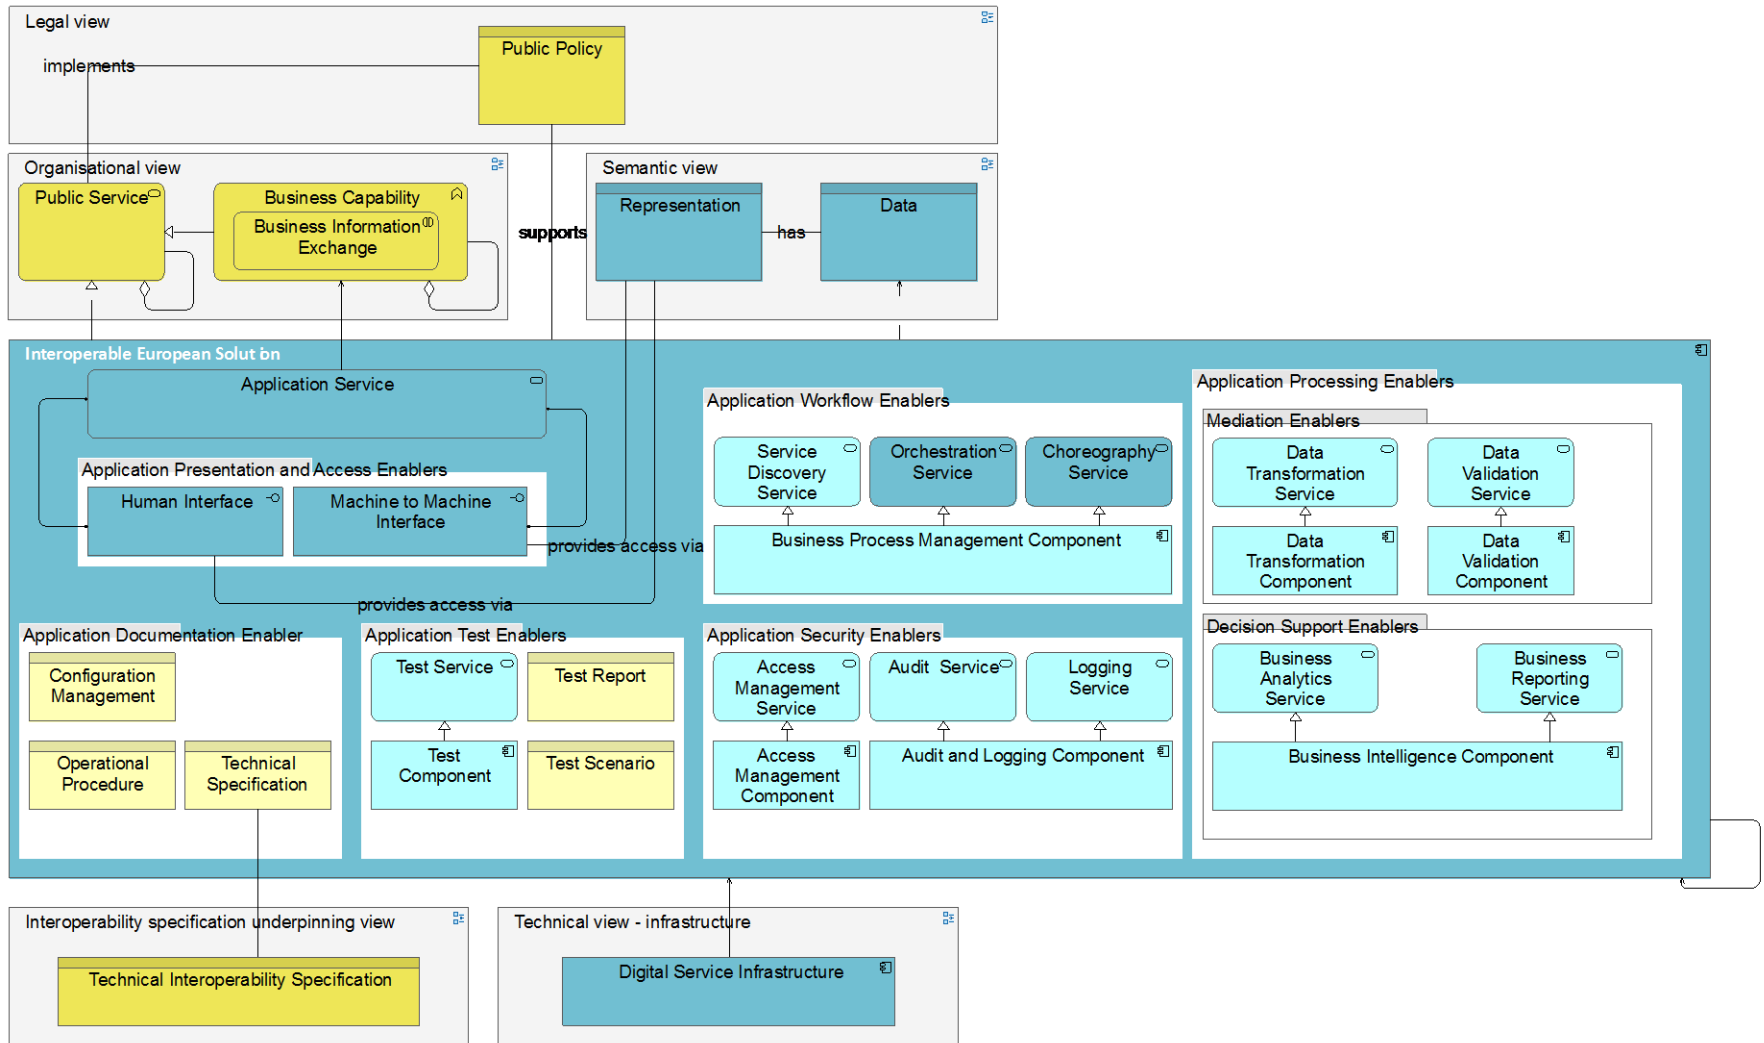 Legal view
Public Policy
implements
Organisational view
Public Service
Business Capability
Business Information
Exchange
supports
Semantic view
Representation
has
Data
Interoperable European Solution
Application Service
Application Presentation and Access Enablers
Human Interface
Machine to Machine
Interface
provides access via
provides access via
Application Workflow Enablers
Service
Discovery
Service
Orchestration
Service
Choreography
Service
Business Process Management Component
Application Processing Enablers
Mediation Enablers
Data
Transformation
Service
Data
Validation
Service
Data
Transformation
Component
Data
Validation
Component
Application Documentation Enabler
Configuration
Management
Operational
Procedure
Technical
Specification
Application Test Enablers
Test Service
Test Report
Test
Component
Test Scenario
Application Security Enablers
Access
Management
Service
Audit Service
Logging
Service
Access
Management
Component
Audit and Logging Component
Decision Support Enablers
Business
Analytics
Service
Business
Reporting
Service
Business Intelligence Component
Interoperability specification underpinning view
Technical Interoperability Specification
Technical view - infrastructure
Digital Service Infrastructure